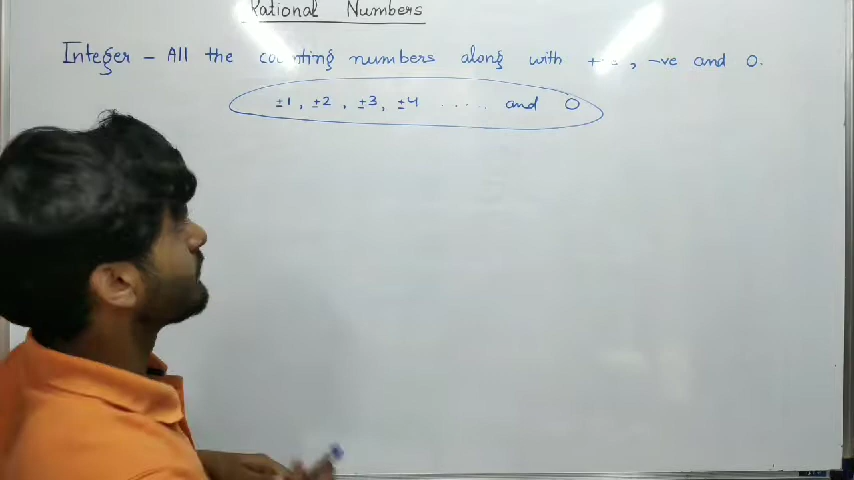 Rational Numbers
Integer - All the counting numbers along with , -ve and 0.
±1, ±2, ±3, ±4 ..... and 0